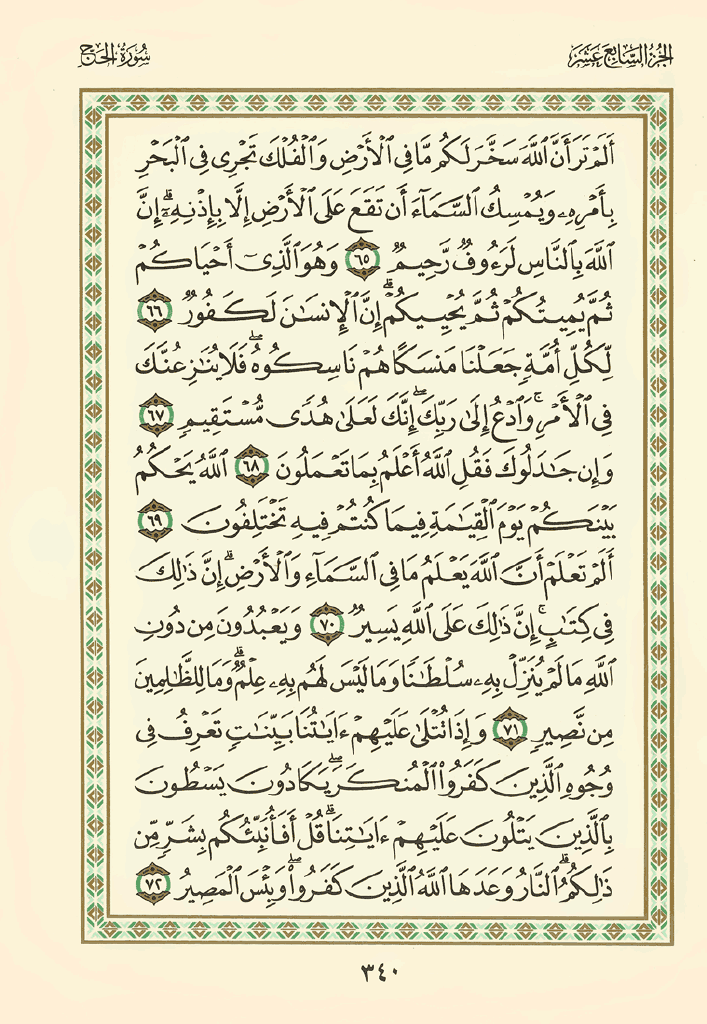 الجزء السابع عشر
سورة الحج
أَلَمْ تَرَ أَنَّ ٱللَّهَ سَخَّرَ لَكُم مَّا فِى ٱلْأَرْضِ وَٱلْفُلْكَ تَجْرِى فِى ٱلْبَحْرِ
بِأَمْرِهِۦ وَيُمْسِكُ ٱلسَّمَآءَ أَن تَقَعَ عَلَى ٱلْأَرْضِ إِلَّا بِإِذْنِهِۦٓ ۗ إِنَّ
ٱللَّهَ بِٱلنَّاسِ لَرَءُوفٌ رَّحِيمٌ ٦٥ وَهُوَ ٱلَّذِىٓ أَحْيَاكُمْ
ثُمَّ يُمِيتُكُمْ ثُمَّ يُحْيِيكُمْ ۗ إِنَّ ٱلْإِنسَٰنَ لَكَفُورٌ ٦٦
لِّكُلِّ أُمَّةٍ جَعَلْنَا مَنسَكًا هُمْ نَاسِكُوهُ ۖ فَلَا يُنَٰزِعُنَّكَ
فِى ٱلْأَمْرِ ۚ وَٱدْعُ إِلَىٰ رَبِّكَ ۖ إِنَّكَ لَعَلَىٰ هُدًى مُّسْتَقِيمٍ ٦٧
وَإِن جَٰدَلُوكَ فَقُلِ ٱللَّهُ أَعْلَمُ بِمَا تَعْمَلُونَ ٦٨ ٱللَّهُ يَحْكُمُ
بَيْنَكُمْ يَوْمَ ٱلْقِيَٰمَةِ فِيمَا كُنتُمْ فِيهِ تَخْتَلِفُونَ ٦٩
أَلَمْ تَعْلَمْ أَنَّ ٱللَّهَ يَعْلَمُ مَا فِى ٱلسَّمَآءِ وَٱلْأَرْضِ ۗ إِنَّ ذَٰلِكَ
فِى كِتَٰبٍ ۚ إِنَّ ذَٰلِكَ عَلَى ٱللَّهِ يَسِيرٌ ٧٠ وَيَعْبُدُونَ مِن دُونِ
ٱللَّهِ مَا لَمْ يُنَزِّلْ بِهِۦ سُلْطَٰنًا وَمَا لَيْسَ لَهُم بِهِۦ عِلْمٌ ۗ وَمَا لِلظَّٰلِمِينَ
مِن نَّصِيرٍ ٧١ وَإِذَا تُتْلَىٰ عَلَيْهِمْ ءَايَٰتُنَا بَيِّنَٰتٍ تَعْرِفُ فِى
وُجُوهِ ٱلَّذِينَ كَفَرُوا۟ ٱلْمُنكَرَ ۖ يَكَادُونَ يَسْطُونَ
بِٱلَّذِينَ يَتْلُونَ عَلَيْهِمْ ءَايَٰتِنَا ۗ قُلْ أَفَأُنَبِّئُكُم بِشَرٍّ مِّن
ذَٰلِكُمُ ۗ ٱلنَّارُ وَعَدَهَا ٱللَّهُ ٱلَّذِينَ كَفَرُوا۟ ۖ وَبِئْسَ ٱلْمَصِيرُ ٧٢
٣٤٠